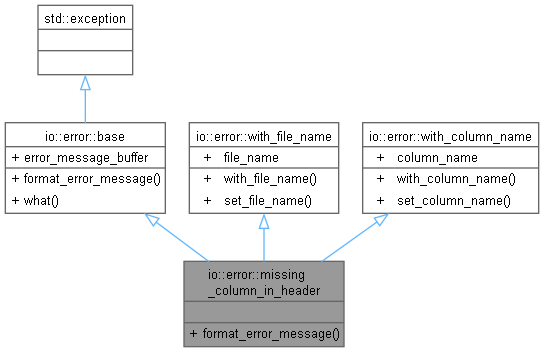 std::exception
io::error::base
+ error_message_buffer
+ format_error_message()
+ what()
io::error::with_file_name
+ file_name
+ with_file_name()
+ set_file_name()
io::error::with_column_name
+ column_name
+ with_column_name()
+ set_column_name()
io::error::missing
_column_in_header
+ format_error_message()